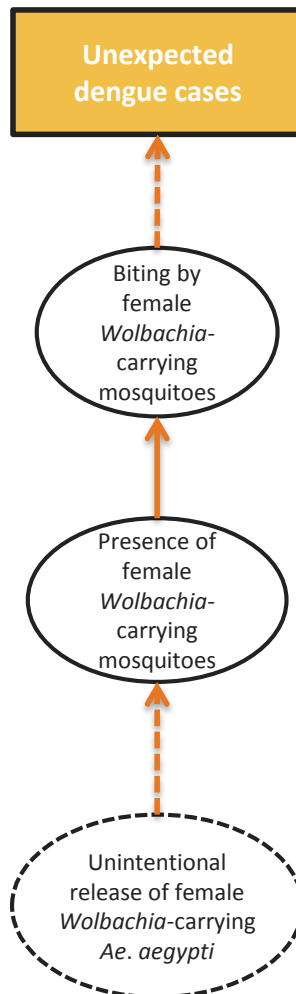 Unexpected
dengue cases
Biting by
female
Wolbachia-
carrying
mosquitoes
Presence of
female
Wolbachia-
carrying
mosquitoes
Unintentional
release of female
Wolbachia-carrying
Ae. aegypti